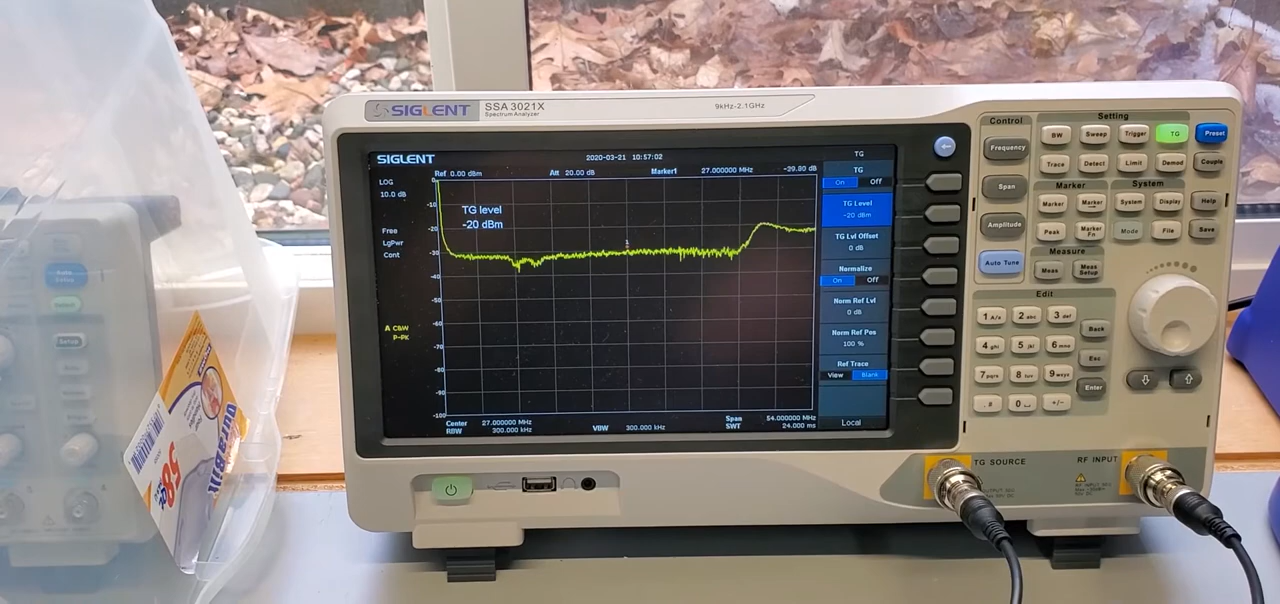 SIGLENT SSA 3021X 9kHz-2.1GHz
Spectrum Analyzer
SIGLENT 2020-03-21 10:57:02 TG
LOG Ref 0.00 dBm Att 20.00 dB Marker1 27.000000 MHz -29.80 dB
10.0 dB
0
-10
-20
-30
-40
-50
-60
-70
-80
-90
-100
TG level
-20 dBm
1
Free
LgPwr
Cont
A C&W
P-PK
Center 27.000000 MHz
RBW 300.000 kHz
VBW 300.000 kHz
Span 54.000000 MHz
SWT 24.000 ms
TG
On Off
TG Level
-20 dBm
TG Lvl Offset
0 dB
Normalize
On Off
Norm Ref Lvl
0 dB
Norm Ref Pos
100 %
Ref Trace
View Blank
Local
Control
Frequency
Span
Amplitude
Auto Tune
Setting
BW Sweep Trigger TG Preset
Trace Detect Limit Demod Couple
Marker
Marker Marker
Peak Marker Fn
System
System Display Help
Mode File Save
Measure
Meas Meas Setup
Edit
1 A/a 2 abc 3 def
4 ghi 5 jkl 6 mno
7 pqrs 8 tuv 9 wxyz
. # 0 +/-
Back
Esc
Enter
TG SOURCE
RF INPUT
Auto Setup
Select
Setup
58